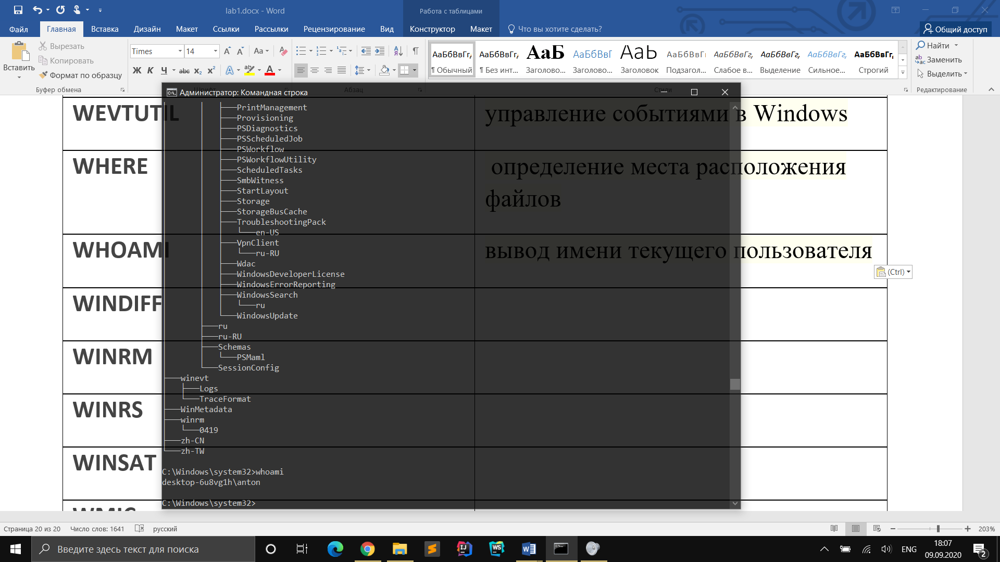 lab1.docx - Word
Работа с таблицами
Файл
Главная
Вставка
Дизайн
Макет
Ссылки
Рассылки
Рецензирование
Вид
Конструктор
Макет
Что вы хотите сделать?
Общий доступ
Вставить
Вырезать
Копировать
Формат по образцу
Буфер обмена
Times
14
Aa
Ж К Ч abc x₂ x²
Абзац
АаБбВвГг,
¶ Обычный
АаБбВвГг,
¶ Без инт...
АаБ
Заголово...
АаБбВвГ
Заголово...
АаЬ
Заголовок
АаБбВвГг
Подзагол...
АаБбВвГг,
Слабое в...
АаБбВвГг,
Выделение
АаБбВвГг,
Сильное...
АаБбВвГг,
Строгий
Стили
Найти
Заменить
Выделить
Редактирование
WEVTUTIL
управление событиями в Windows
WHERE
определение места расположения
файлов
WHOAMI
вывод имени текущего пользователя
(Ctrl)
WINDIFF
WINRM
WINRS
WINSAT
Администратор: Командная строка
PrintManagement
Provisioning
PSDiagnostics
PSScheduledJob
PSWorkflow
PSWorkflowUtility
ScheduledTasks
SmbWitness
StartLayout
Storage
StorageBusCache
TroubleshootingPack
en-US
VpnClient
ru-RU
Wdac
WindowsDeveloperLicense
WindowsErrorReporting
WindowsSearch
ru
WindowsUpdate
ru
ru-RU
Schemas
PSMaml
SessionConfig
winevt
Logs
TraceFormat
WinMetadata
winrm
0419
zh-CN
zh-TW
C:\Windows\system32>whoami
desktop-6u8vg1h\anton
C:\Windows\system32>
Страница 20 из 20
Число слов: 1641
русский
203%
Введите здесь текст для поиска
ENG
18:07
09.09.2020
2